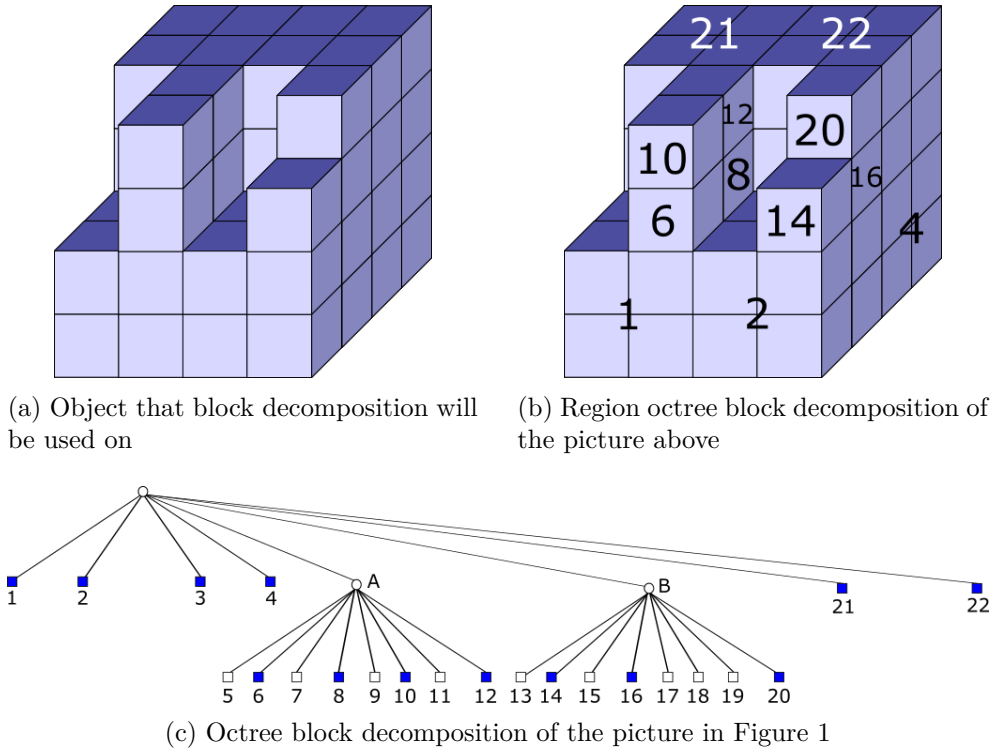 21 22
12
20
10
8 16
6 14 4
1 2
(a) Object that block decomposition will
be used on
(b) Region octree block decomposition of
the picture above
A
B
1 2 3 4
21 22
5 6 7 8 9 10 11 12 13 14 15 16 17 18 19 20
(c) Octree block decomposition of the picture in Figure 1